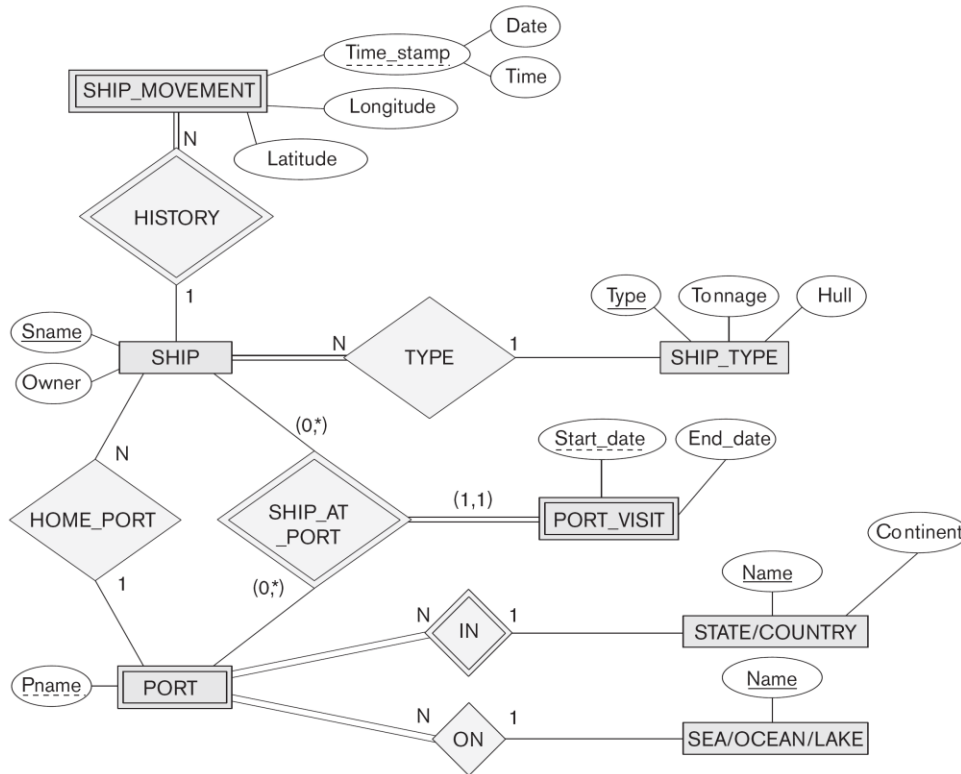 Date
Time_stamp
SHIP_MOVEMENT
Time
Longitude
N
Latitude
HISTORY
1
Type
Tonnage
Hull
Sname
N
TYPE
1
SHIP
SHIP_TYPE
Owner
(0,*)
Start_date
End_date
N
HOME_PORT
SHIP_AT
_PORT
(1,1)
PORT_VISIT
Continent
1
(0,*)
Name
N
IN
1
STATE/COUNTRY
Pname
PORT
Name
N
ON
1
SEA/OCEAN/LAKE